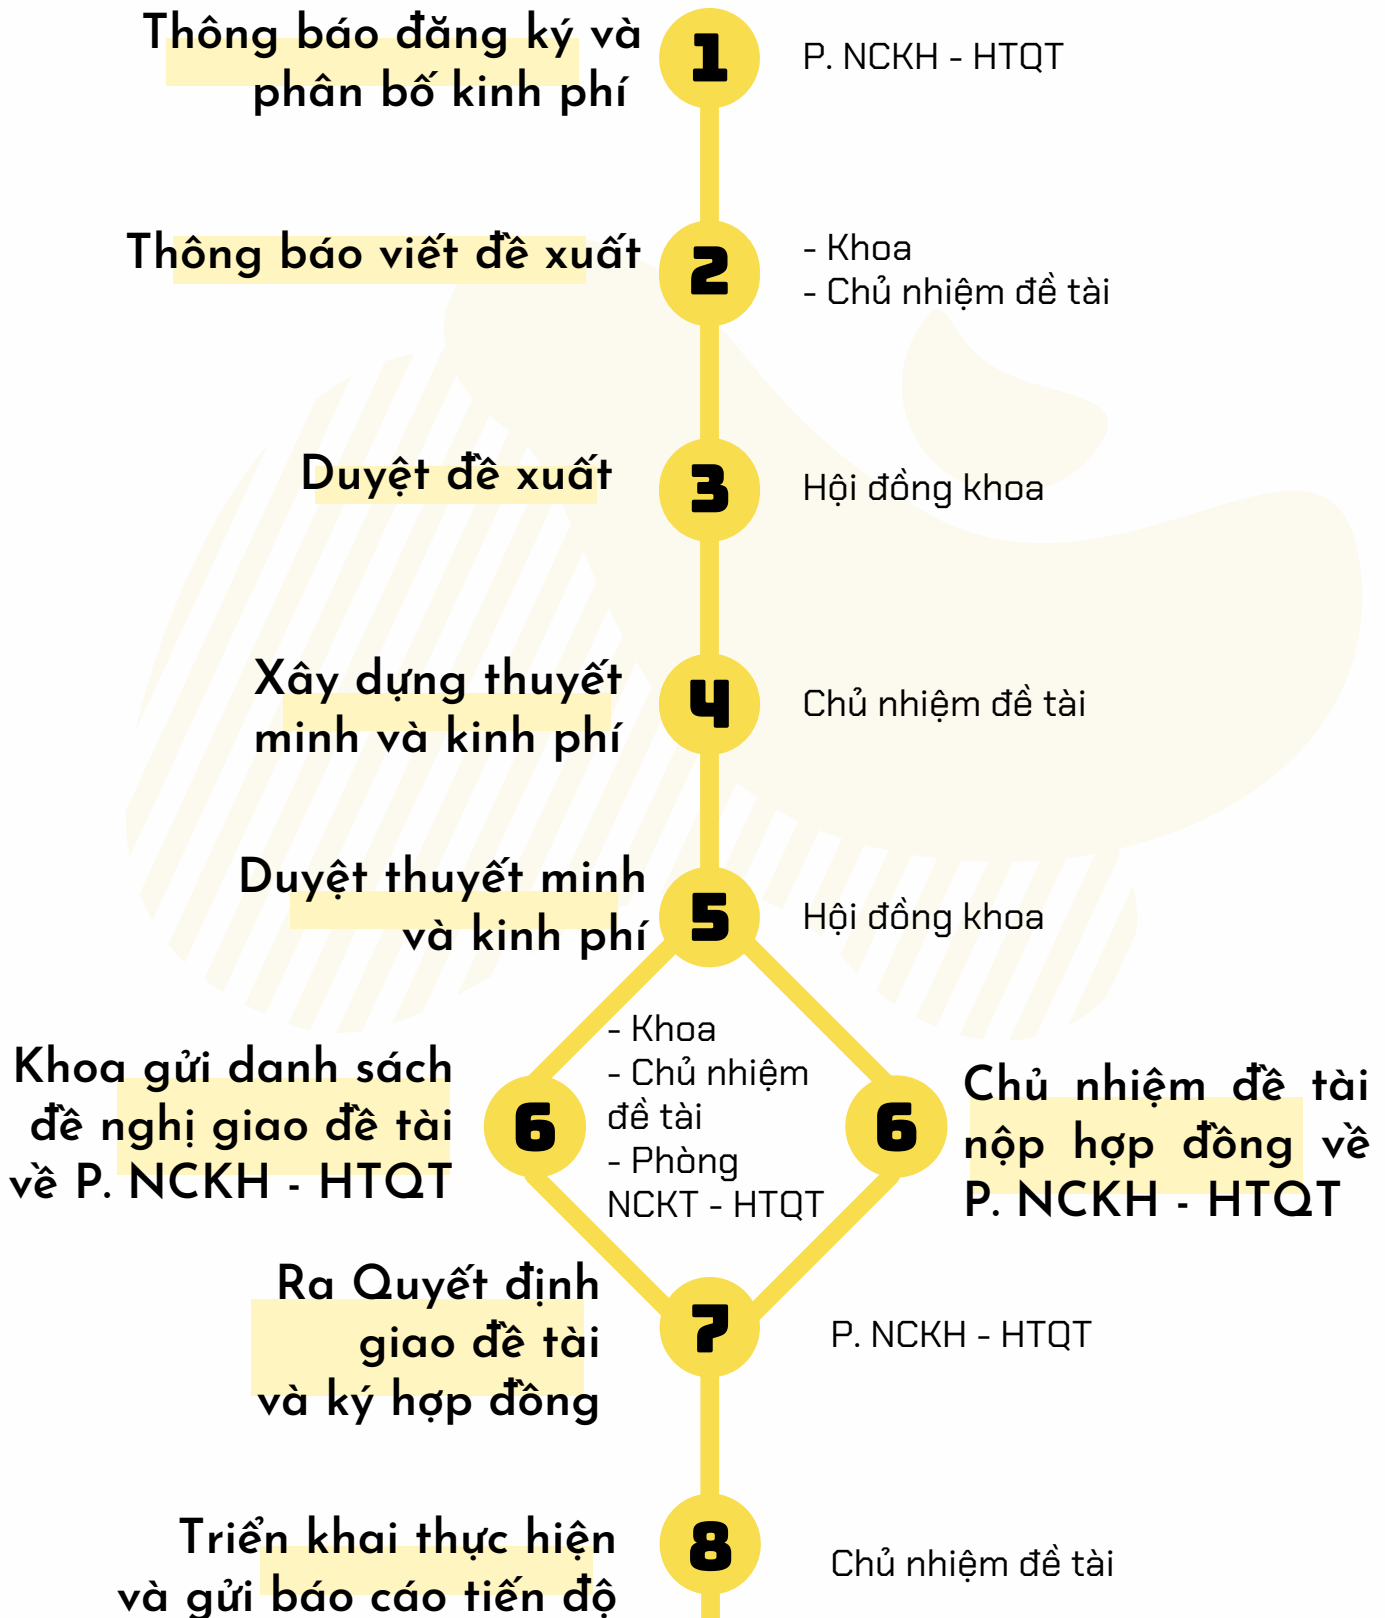 Thông báo đăng ký và
phân bố kinh phí
1
P. NCKH - HTQT
Thông báo viết đề xuất
2
- Khoa
- Chủ nhiệm đề tài
Duyệt đề xuất
3
Hội đồng khoa
Xây dựng thuyết
minh và kinh phí
4
Chủ nhiệm đề tài
Duyệt thuyết minh
và kinh phí
5
Hội đồng khoa
Khoa gửi danh sách
đề nghị giao đề tài
về P. NCKH - HTQT
6
- Khoa
- Chủ nhiệm
đề tài
- Phòng
NCKT - HTQT
6
Chủ nhiệm đề tài
nộp hợp đồng về
P. NCKH - HTQT
Ra Quyết định
giao đề tài
và ký hợp đồng
7
P. NCKH - HTQT
Triển khai thực hiện
và gửi báo cáo tiến độ
8
Chủ nhiệm đề tài